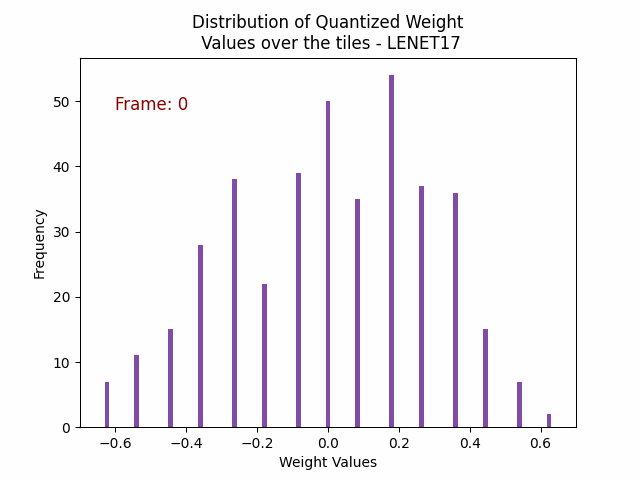 Distribution of Quantized Weight
Values over the tiles - LENET17
Frame: 0
Frequency
50
40
30
20
10
0
−0.6 −0.4 −0.2 0.0 0.2 0.4 0.6
Weight Values